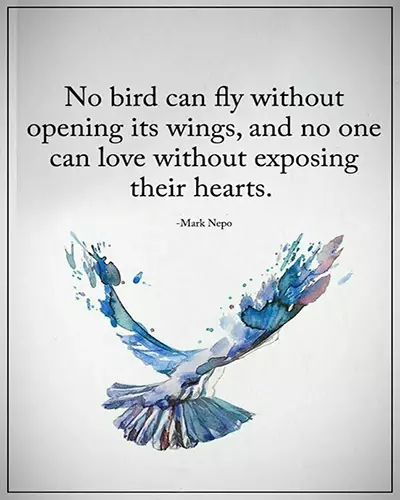 No bird can fly without
opening its wings, and no one
can love without exposing
their hearts.
-Mark Nepo